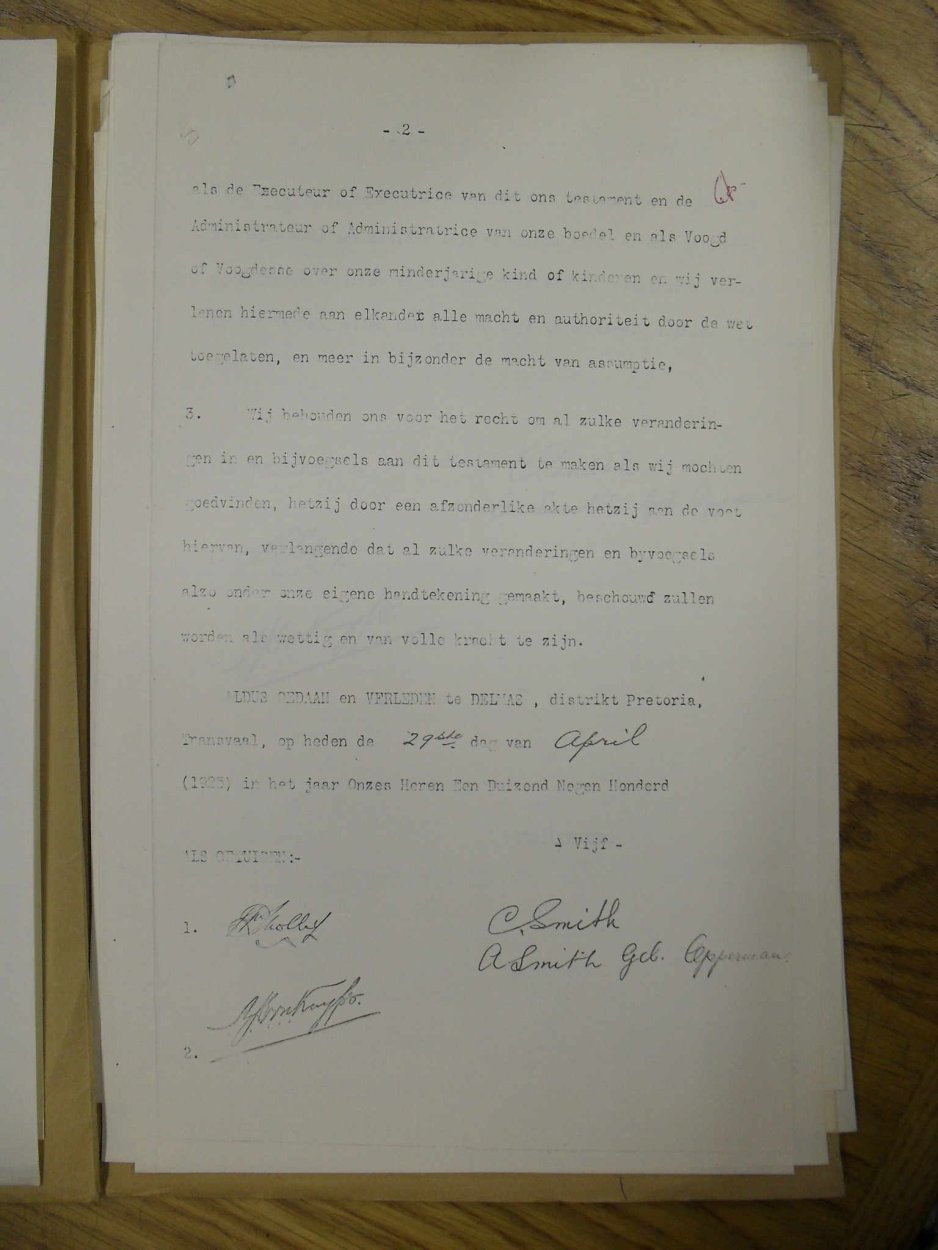 - 2 -
als de Executeur of Executrice van dit ons testament en de
Administrateur of Administratrice van onze boedel en als Voogd
of Voogdesse over onze minderjarige kind of kinderen en wij ver-
lenen hiermede aan elkander alle macht en authoriteit door de wet
toegelaten, en meer in bijzonder de macht van assumptie,
3. Wij behouden ons voor het recht om al zulke veranderin-
gen in en bijvoegsels aan dit testament te maken als wij mochten
goedvinden, hetzij door een afzonderlike akte hetzij aan de voet
hiervan, verlangende dat al zulke veranderingen en byvoegsels
alzo onder onze eigene handtekening gemaakt, beschouwd zullen
worden als wettig en van volle kracht te zijn.
ALDUS GEDAAN en VERLEDEN te DELMAS , distrikt Pretoria,
Transvaal, op heden de 29ste dag van April
(1925) in het jaar Onzes Heren Een Duizend Negen Honderd
Vijf -
ALS GETUIGEN:-
1.
C. Smith
A Smith Geb. Opperman
2.